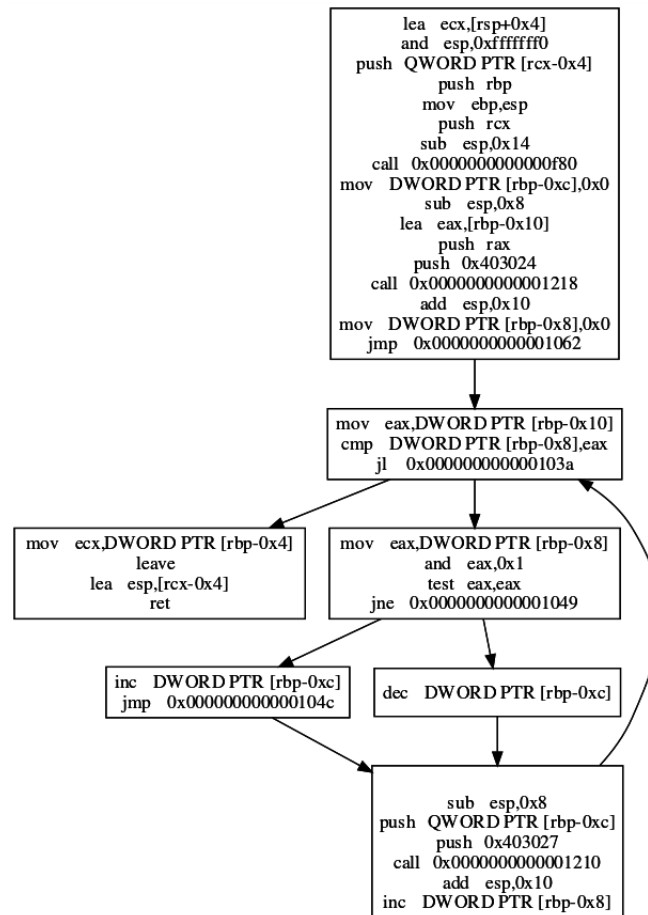 lea ecx,[rsp+0x4]
and esp,0xfffffff0
push QWORD PTR [rcx-0x4]
push rbp
mov ebp,esp
push rcx
sub esp,0x14
call 0x0000000000000f80
mov DWORD PTR [rbp-0xc],0x0
sub esp,0x8
lea eax,[rbp-0x10]
push rax
push 0x403024
call 0x0000000000001218
add esp,0x10
mov DWORD PTR [rbp-0x8],0x0
jmp 0x0000000000001062
mov eax,DWORD PTR [rbp-0x10]
cmp DWORD PTR [rbp-0x8],eax
jl 0x000000000000103a
mov ecx,DWORD PTR [rbp-0x4]
leave
lea esp,[rcx-0x4]
ret
mov eax,DWORD PTR [rbp-0x8]
and eax,0x1
test eax,eax
jne 0x0000000000001049
inc DWORD PTR [rbp-0xc]
jmp 0x000000000000104c
dec DWORD PTR [rbp-0xc]
sub esp,0x8
push QWORD PTR [rbp-0xc]
push 0x403027
call 0x0000000000001210
add esp,0x10
inc DWORD PTR [rbp-0x8]